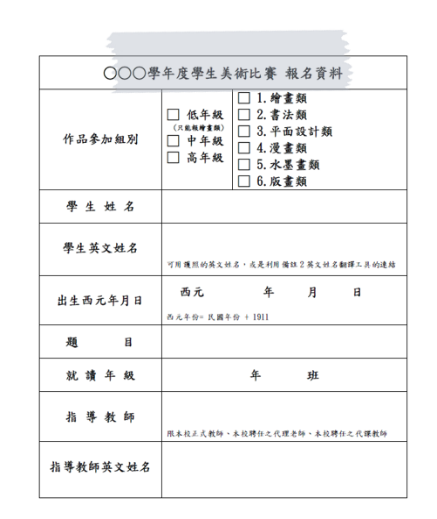 ○○○學年度學生美術比賽 報名資料
作品參加組別
□ 低年級
(只能報繪畫類)
□ 中年級
□ 高年級
□ 1.繪畫類
□ 2.書法類
□ 3.平面設計類
□ 4.漫畫類
□ 5.水墨畫類
□ 6.版畫類
學生姓名
學生英文姓名
可用護照的英文姓名，或是利用備註2英文姓名翻譯工具的連結
出生西元年月日
西元 年 月 日
西元年份= 民國年份 + 1911
題 目
就讀年級
年 班
指導教師
限本校正式教師、本校聘任之代理老師、本校聘任之代課教師
指導教師英文姓名